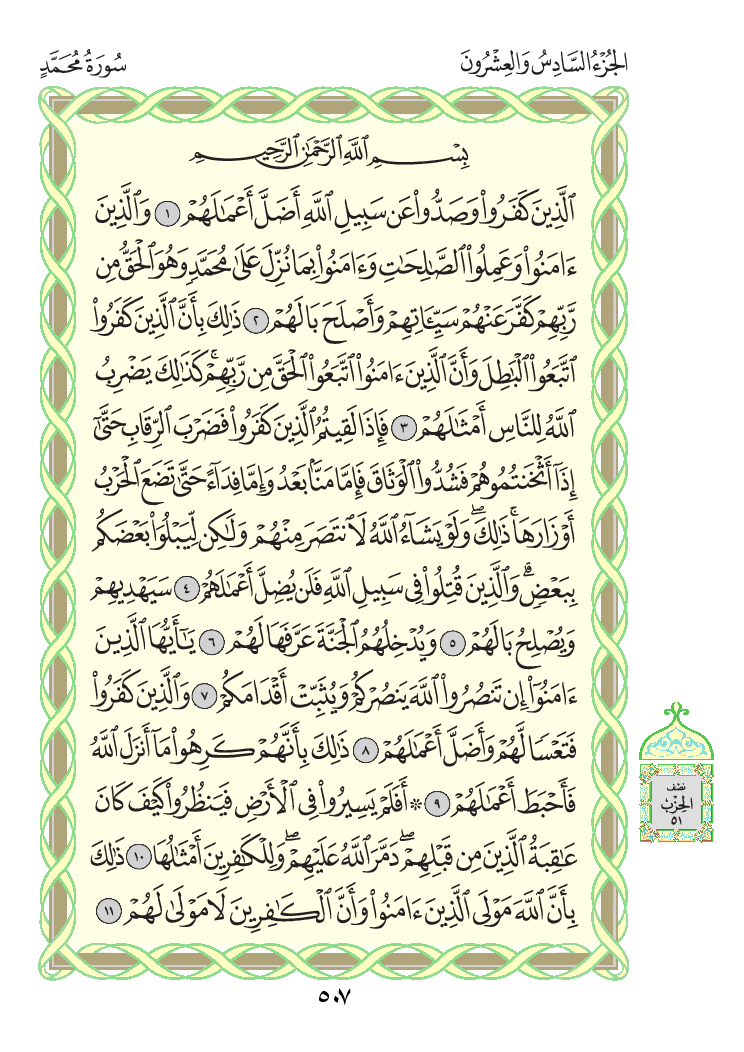 الجُزْءُ السَّادِسُ وَالعِشْرُونَ
سُورَةُ مُحَمَّدٍ
بِسْمِ ٱللَّهِ ٱلرَّحْمَٰنِ ٱلرَّحِيمِ
ٱلَّذِينَ كَفَرُوا۟ وَصَدُّوا۟ عَن سَبِيلِ ٱللَّهِ أَضَلَّ أَعْمَٰلَهُمْ ١ وَٱلَّذِينَ
ءَامَنُوا۟ وَعَمِلُوا۟ ٱلصَّٰلِحَٰتِ وَءَامَنُوا۟ بِمَا نُزِّلَ عَلَىٰ مُحَمَّدٍ وَهُوَ ٱلْحَقُّ مِن
رَّبِّهِمْ كَفَّرَ عَنْهُمْ سَيِّـَٔاتِهِمْ وَأَصْلَحَ بَالَهُمْ ٢ ذَٰلِكَ بِأَنَّ ٱلَّذِينَ كَفَرُوا۟
ٱتَّبَعُوا۟ ٱلْبَٰطِلَ وَأَنَّ ٱلَّذِينَ ءَامَنُوا۟ ٱتَّبَعُوا۟ ٱلْحَقَّ مِن رَّبِّهِمْ ۚ كَذَٰلِكَ يَضْرِبُ
ٱللَّهُ لِلنَّاسِ أَمْثَٰلَهُمْ ٣ فَإِذَا لَقِيتُمُ ٱلَّذِينَ كَفَرُوا۟ فَضَرْبَ ٱلرِّقَابِ حَتَّىٰٓ
إِذَآ أَثْخَنتُمُوهُمْ فَشُدُّوا۟ ٱلْوَثَاقَ فَإِمَّا مَنًّۢا بَعْدُ وَإِمَّا فِدَآءً حَتَّىٰ تَضَعَ ٱلْحَرْبُ
أَوْزَارَهَا ۚ ذَٰلِكَ ۖ وَلَوْ يَشَآءُ ٱللَّهُ لَٱنتَصَرَ مِنْهُمْ وَلَٰكِن لِّيَبْلُوَا۟ بَعْضَكُم
بِبَعْضٍ ۗ وَٱلَّذِينَ قُتِلُوا۟ فِى سَبِيلِ ٱللَّهِ فَلَن يُضِلَّ أَعْمَٰلَهُمْ ٤ سَيَهْدِيهِمْ
وَيُصْلِحُ بَالَهُمْ ٥ وَيُدْخِلُهُمُ ٱلْجَنَّةَ عَرَّفَهَا لَهُمْ ٦ يَٰٓأَيُّهَا ٱلَّذِينَ
ءَامَنُوٓا۟ إِن تَنصُرُوا۟ ٱللَّهَ يَنصُرْكُمْ وَيُثَبِّتْ أَقْدَامَكُمْ ٧ وَٱلَّذِينَ كَفَرُوا۟
فَتَعْسًا لَّهُمْ وَأَضَلَّ أَعْمَٰلَهُمْ ٨ ذَٰلِكَ بِأَنَّهُمْ كَرِهُوا۟ مَآ أَنزَلَ ٱللَّهُ
فَأَحْبَطَ أَعْمَٰلَهُمْ ٩ ۞ أَفَلَمْ يَسِيرُوا۟ فِى ٱلْأَرْضِ فَيَنظُرُوا۟ كَيْفَ كَانَ
عَٰقِبَةُ ٱلَّذِينَ مِن قَبْلِهِمْ ۖ دَمَّرَ ٱللَّهُ عَلَيْهِمْ ۖ وَلِلْكَٰفِرِينَ أَمْثَٰلُهَا ١٠ ذَٰلِكَ
بِأَنَّ ٱللَّهَ مَوْلَى ٱلَّذِينَ ءَامَنُوا۟ وَأَنَّ ٱلْكَٰفِرِينَ لَا مَوْلَىٰ لَهُمْ ١١
نصف
الحزب
٥١
٥٠٧